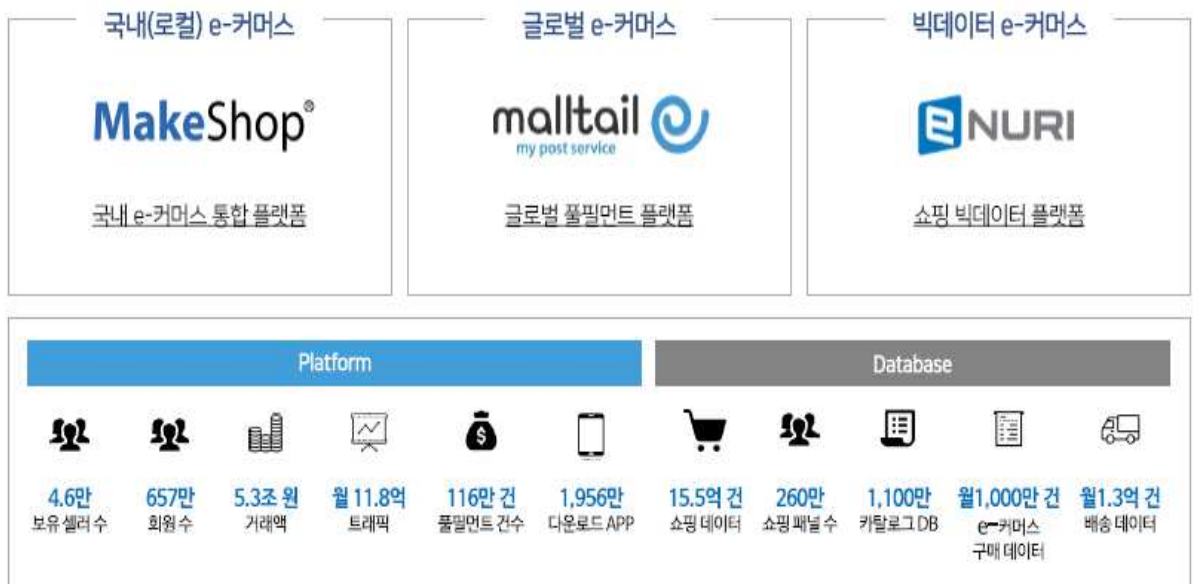 국내(로컬) e-커머스
MakeShop®
국내 e-커머스 통합 플랫폼
글로벌 e-커머스
malltail
my post service
글로벌 풀필먼트 플랫폼
빅데이터 e-커머스
ENURI
쇼핑 빅데이터 플랫폼
Platform
4.6만
보유 셀러 수
657만
회원 수
5.3조 원
거래액
월 11.8억
트래픽
116만 건
풀필먼트 건수
1,956만
다운로드 APP
Database
15.5억 건
쇼핑 데이터
260만
쇼핑 패널 수
1,100만
카탈로그 DB
월1,000만 건
e-커머스
구매 데이터
월1.3억 건
배송 데이터